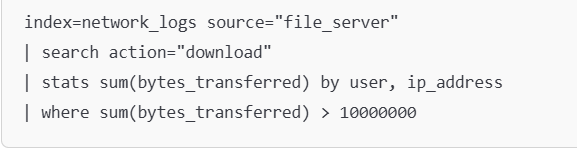 index=network_logs source="file_server"
| search action="download"
| stats sum(bytes_transferred) by user, ip_address
| where sum(bytes_transferred) > 10000000